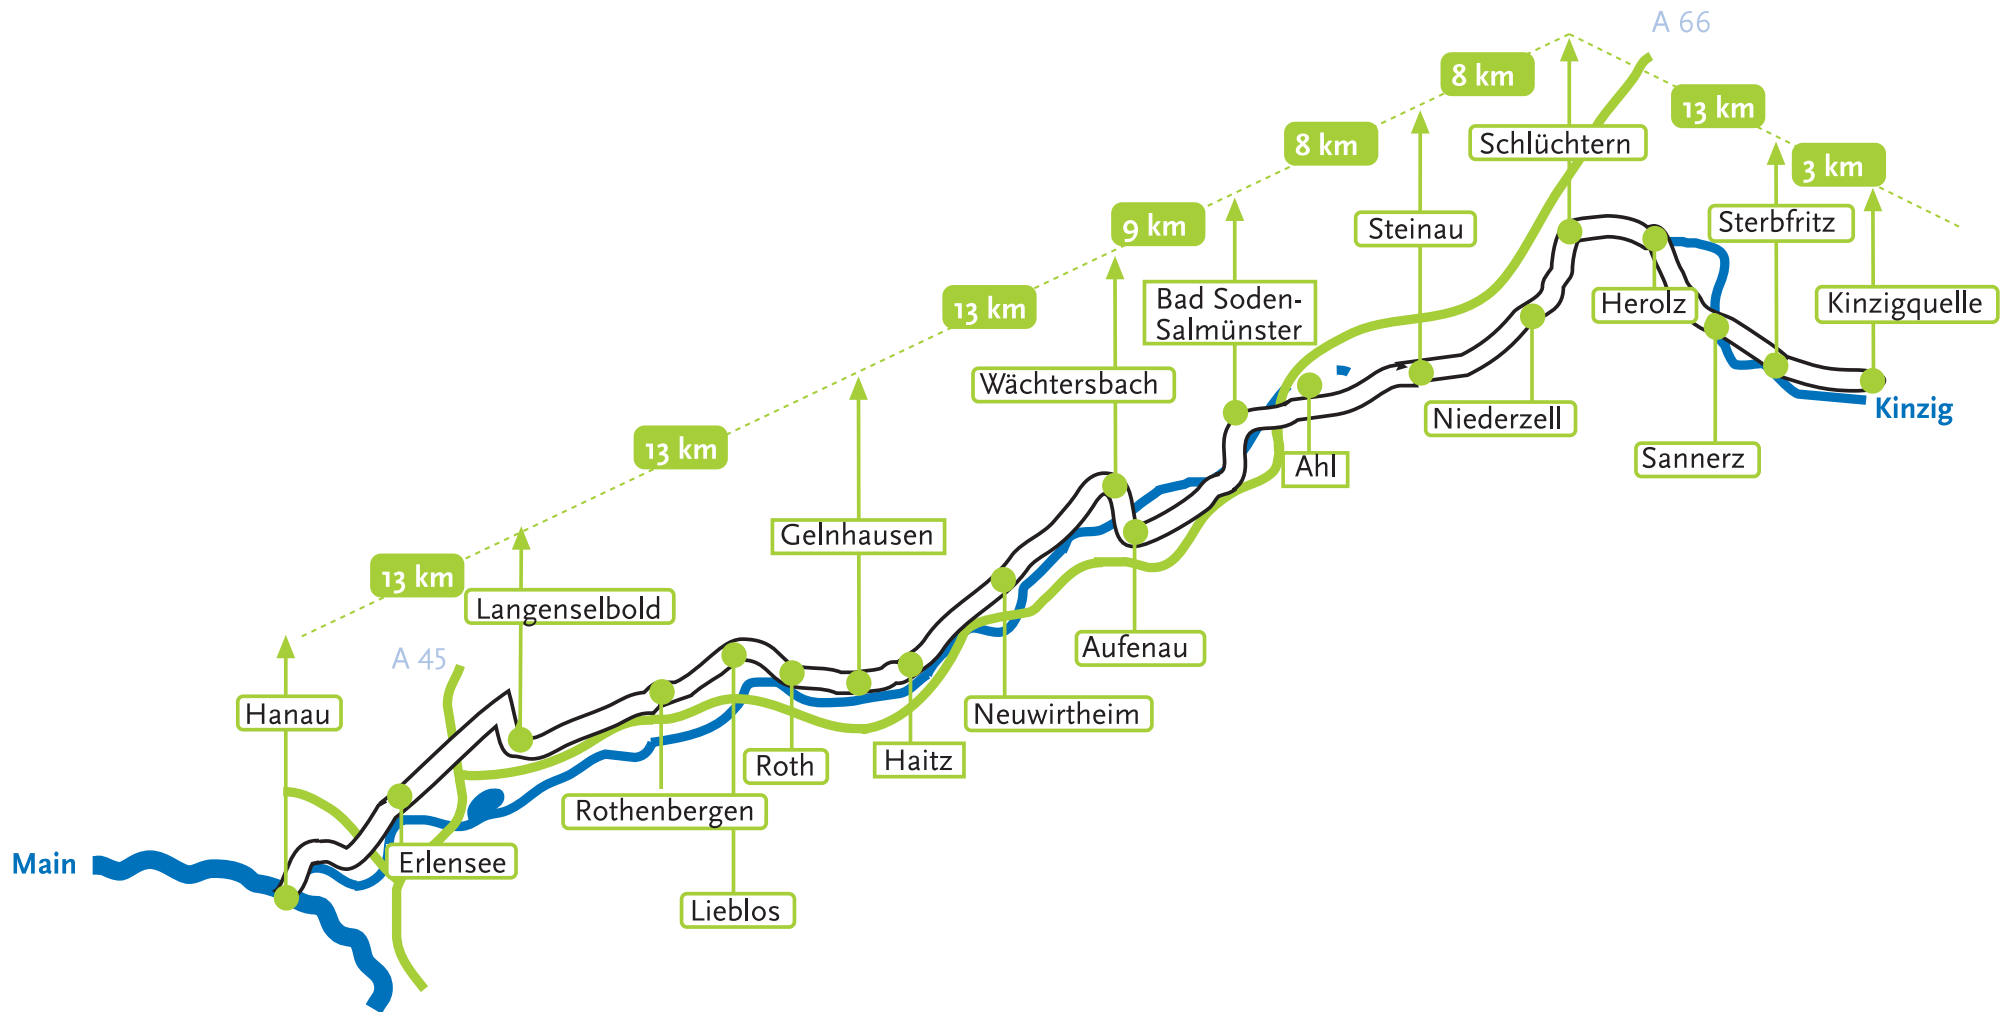 A 66
8 km
13 km
8 km
Schlüchtern
3 km
9 km
Steinau
Sterbfritz
13 km
Bad Soden-
Salmünster
Herolz
Kinzigquelle
Wächtersbach
Kinzig
Niederzell
13 km
Ahl
Sannerz
Gelnhausen
13 km
Langenselbold
Aufenau
A 45
Hanau
Neuwirtheim
Roth
Haitz
Rothenbergen
Main
Erlensee
Lieblos